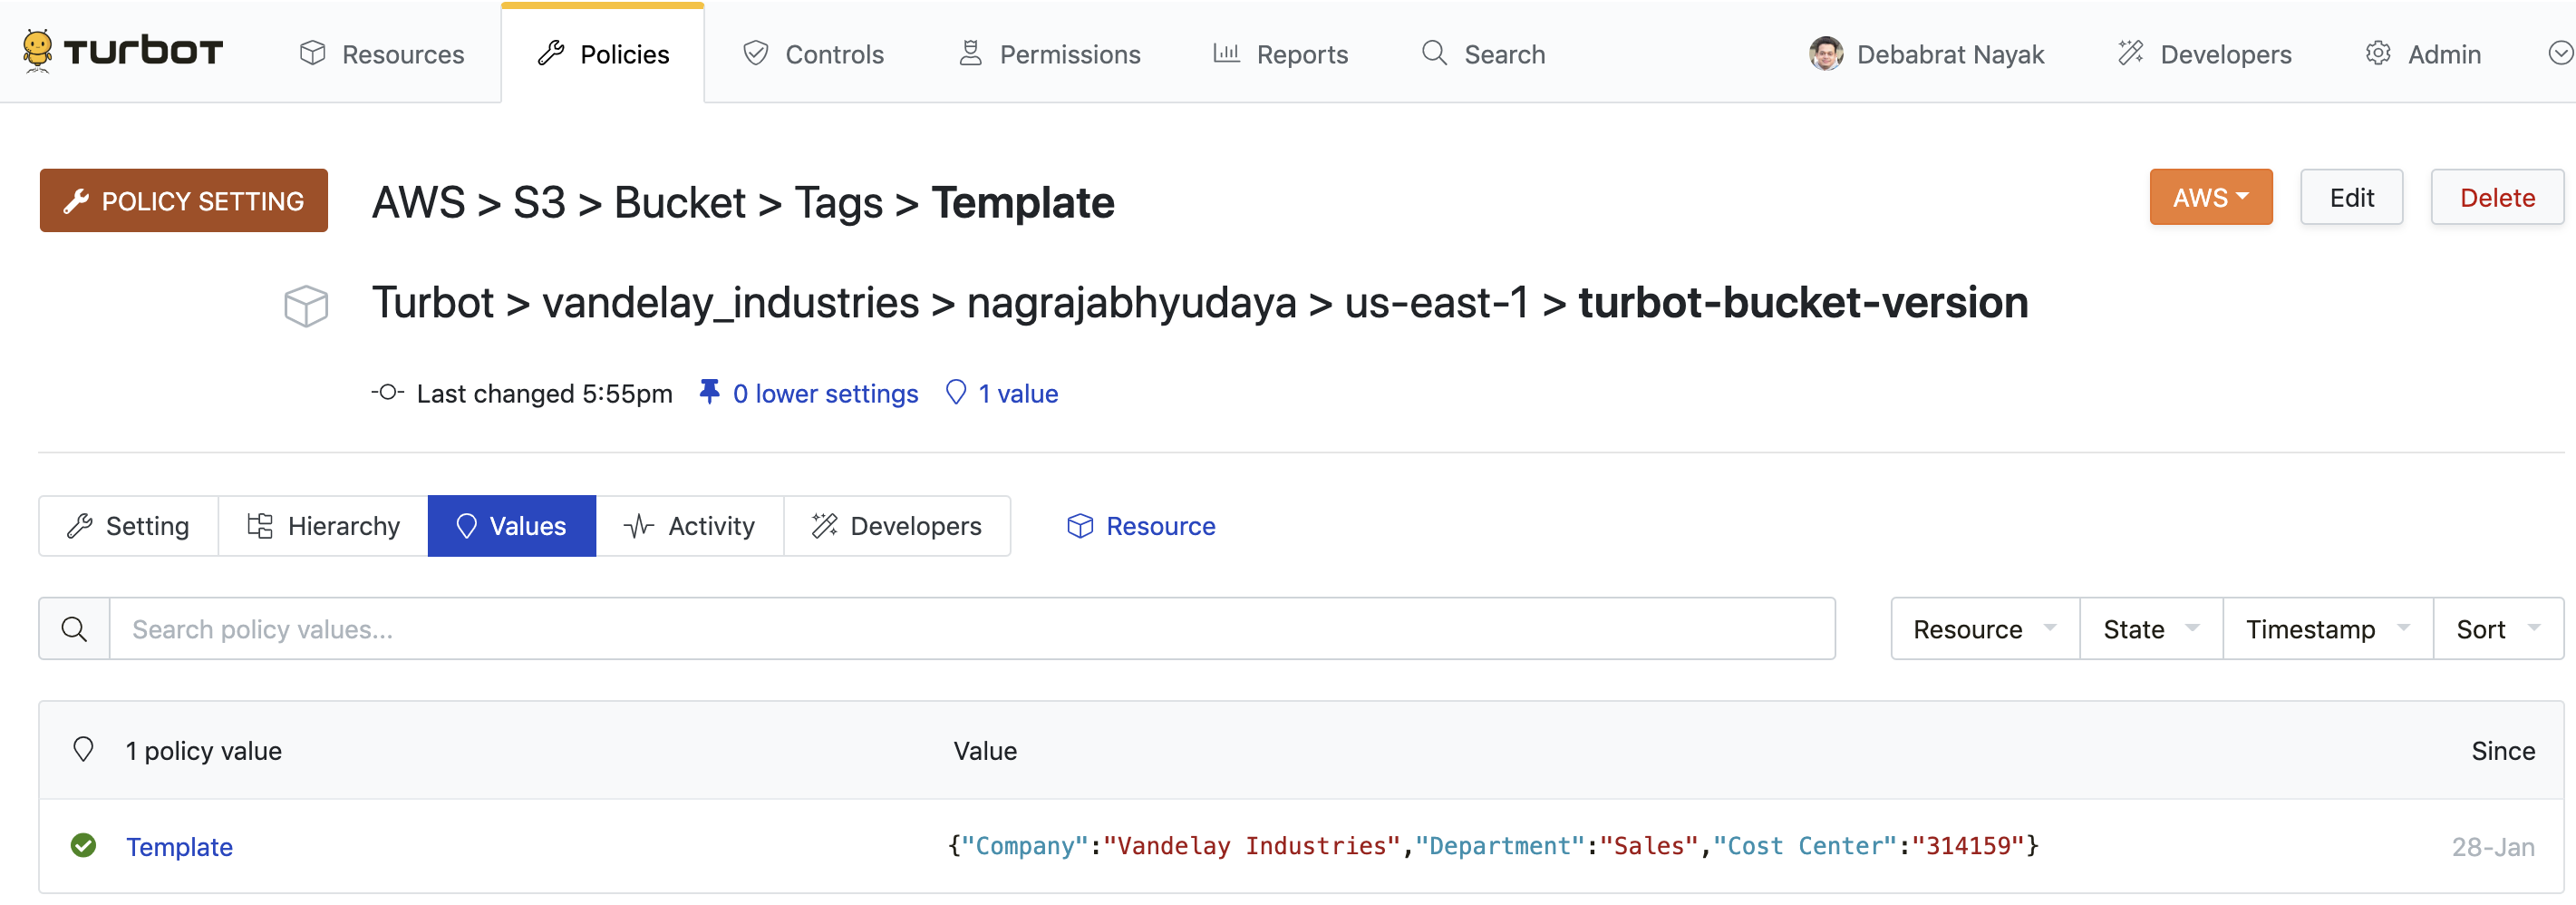 TURBOT Resources Policies Controls Permissions Reports Search Debabrat Nayak Developers Admin
POLICY SETTING AWS > S3 > Bucket > Tags > Template AWS Edit Delete
Turbot > vandelay_industries > nagrajabhyudaya > us-east-1 > turbot-bucket-version
Last changed 5:55pm 0 lower settings 1 value
Setting Hierarchy Values Activity Developers Resource
Search policy values... Resource State Timestamp Sort
1 policy value Value Since
Template {"Company":"Vandelay Industries","Department":"Sales","Cost Center":"314159"} 28-Jan